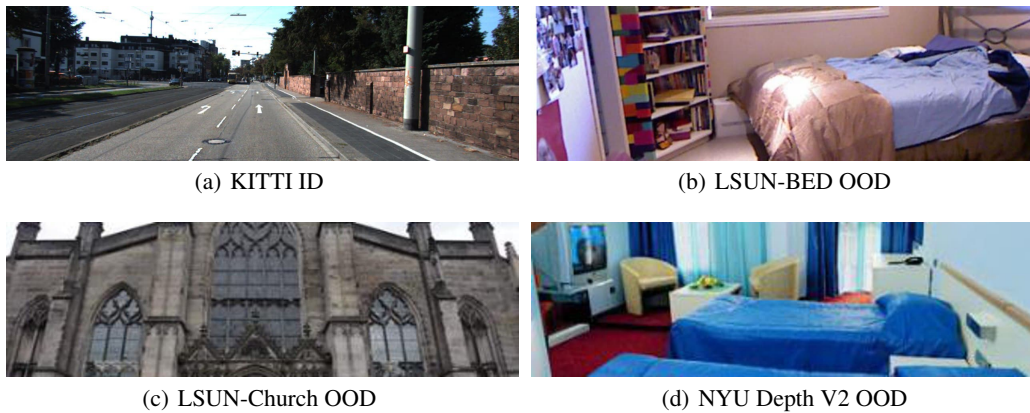 (a) KITTI ID
(b) LSUN-BED OOD
(c) LSUN-Church OOD
(d) NYU Depth V2 OOD